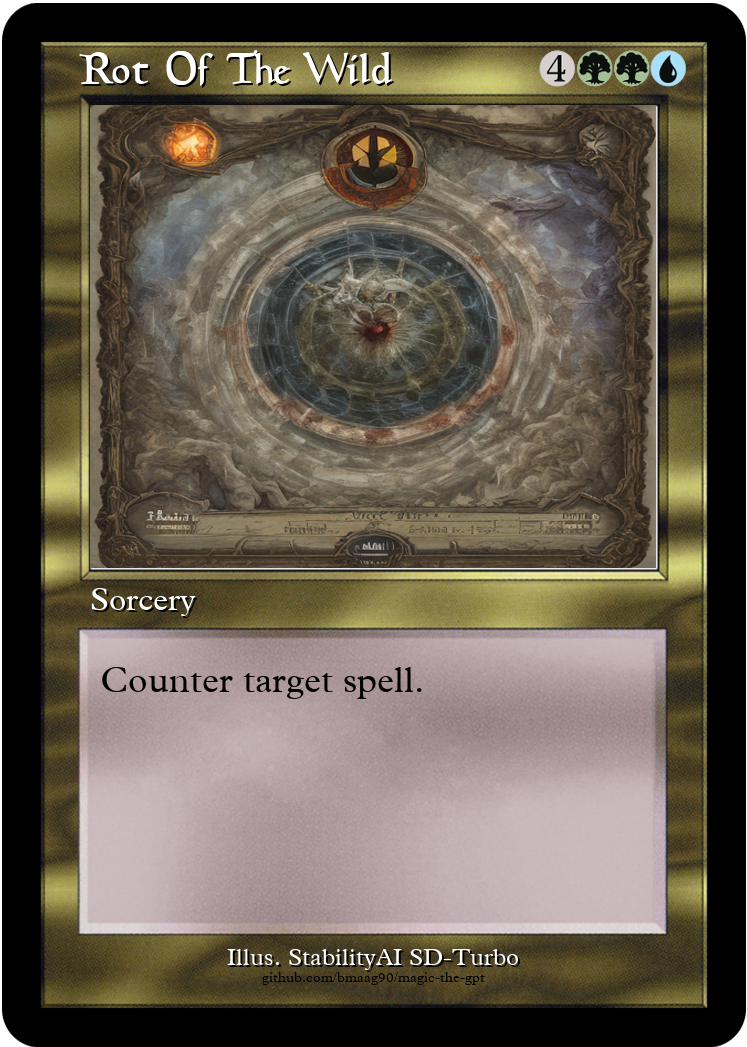 Rot Of The Wild 4
Sorcery
Counter target spell.
Illus. StabilityAI SD-Turbo
github.com/bmaag90/magic-the-gpt